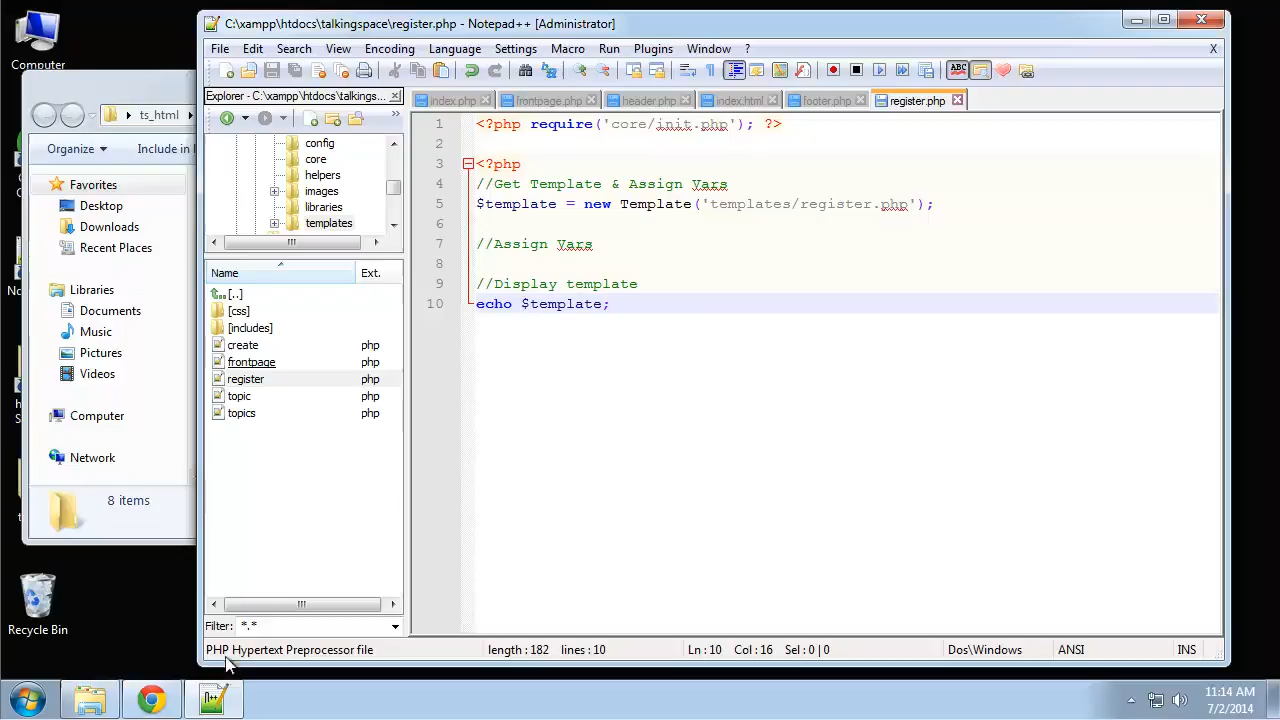 C:\xampp\htdocs\talkingspace\register.php - Notepad++ [Administrator]
File Edit Search View Encoding Language Settings Macro Run Plugins Window ? X
Computer
Explorer - C:\xampp\htdocs\talkings...
index.php frontpage.php header.php index.html footer.php register.php
ts_html
Organize Include in
Favorites
Desktop
Downloads
Recent Places
Libraries
Documents
Music
Pictures
Videos
Computer
Network
8 items
Recycle Bin
config
core
helpers
images
libraries
templates
Name Ext.
[..]
[css]
[includes]
create php
frontpage php
register php
topic php
topics php
Filter: *.*
1 <?php require('core/init.php'); ?>
2
3 <?php
4 //Get Template & Assign Vars
5 $template = new Template('templates/register.php');
6
7 //Assign Vars
8
9 //Display template
10 echo $template;
PHP Hypertext Preprocessor file length : 182 lines : 10 Ln : 10 Col : 16 Sel : 0 | 0 Dos\Windows ANSI INS
11:14 AM
7/2/2014